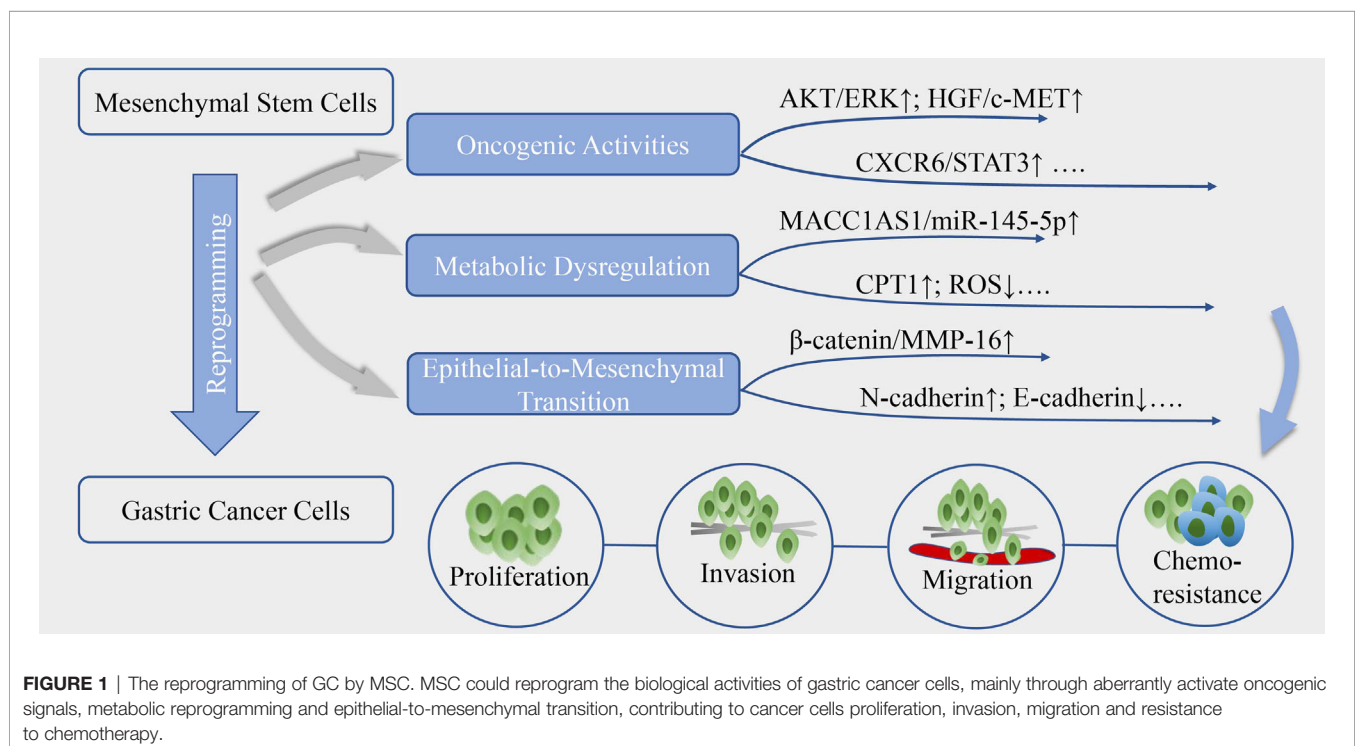 Mesenchymal Stem Cells
Reprogramming
Gastric Cancer Cells
Oncogenic Activities
AKT/ERK↑; HGF/c-MET↑
CXCR6/STAT3↑ ....
Metabolic Dysregulation
MACC1AS1/miR-145-5p↑
CPT1↑; ROS↓....
Epithelial-to-Mesenchymal
Transition
β-catenin/MMP-16↑
N-cadherin↑; E-cadherin↓....
Proliferation
Invasion
Migration
Chemo-
resistance
FIGURE 1 | The reprogramming of GC by MSC. MSC could reprogram the biological activities of gastric cancer cells, mainly through aberrantly activate oncogenic
signals, metabolic reprogramming and epithelial-to-mesenchymal transition, contributing to cancer cells proliferation, invasion, migration and resistance
to chemotherapy.